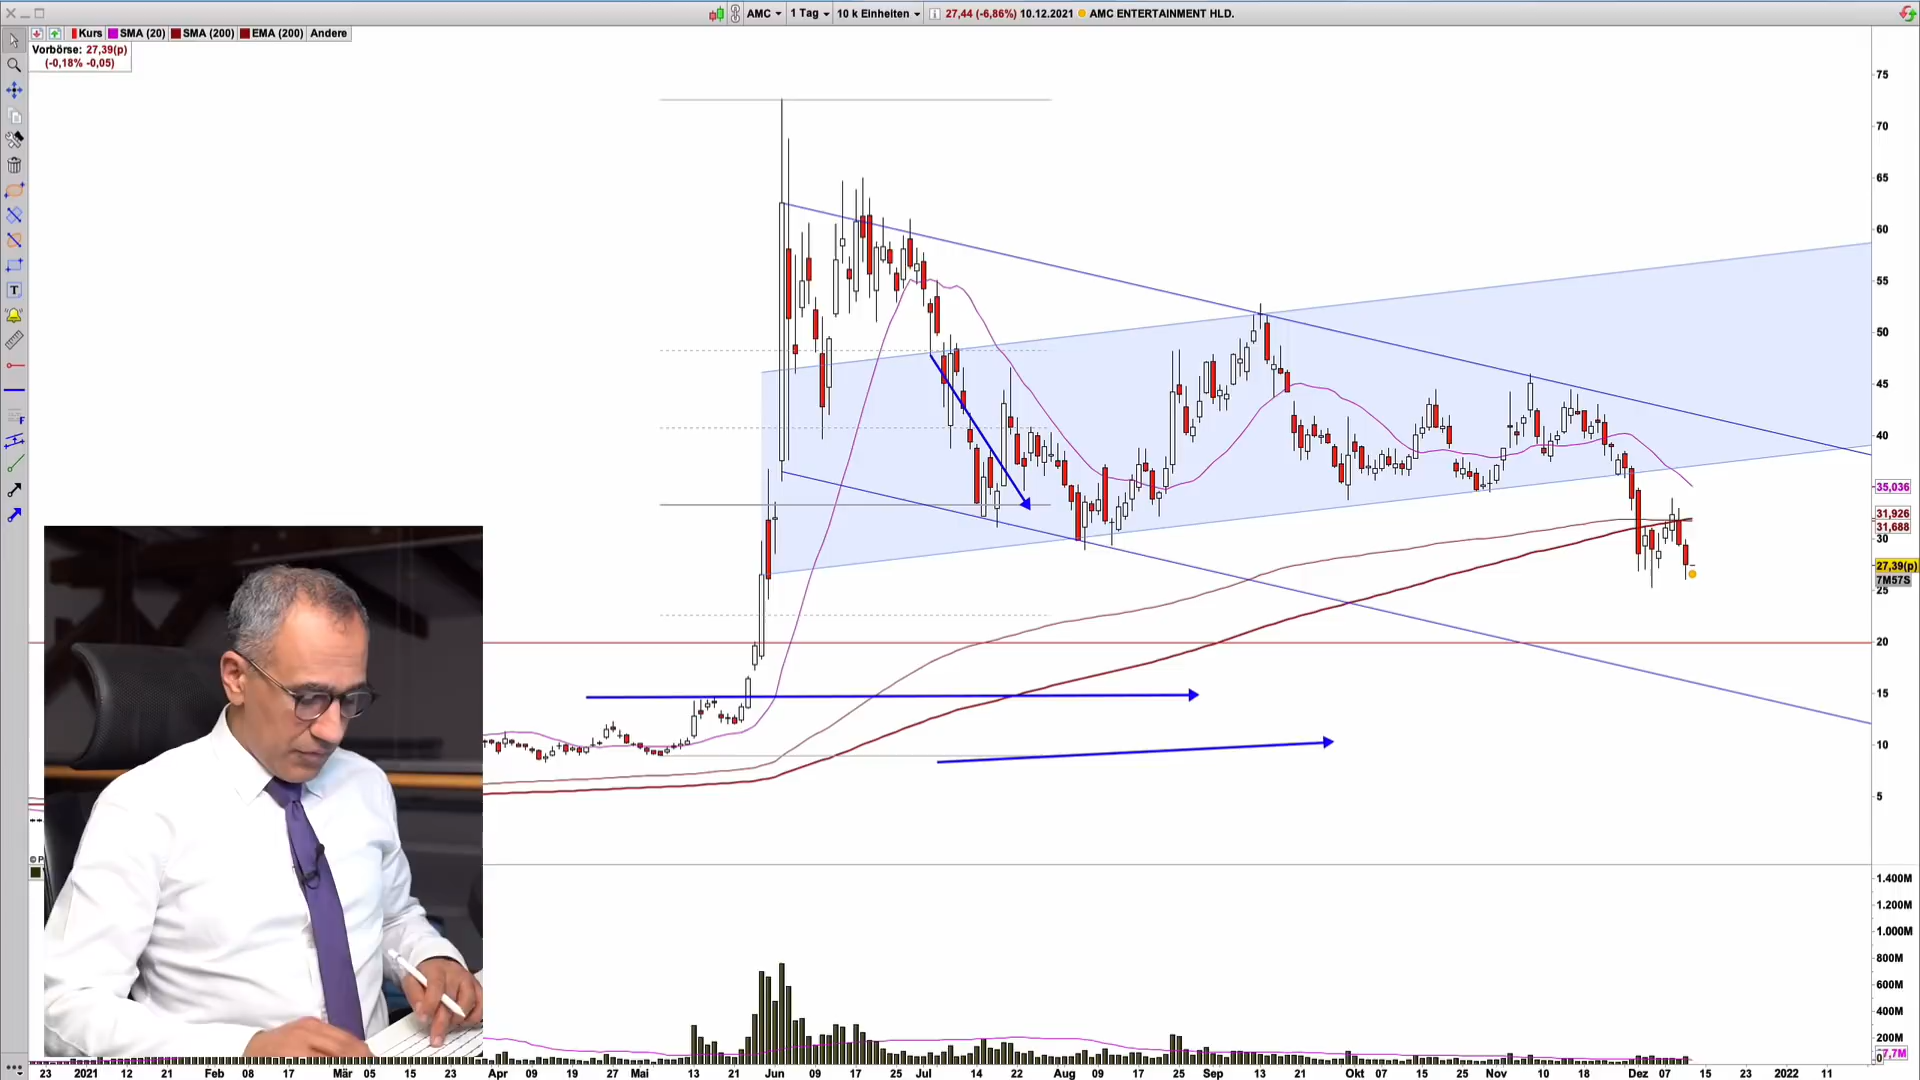 AMC 1 Tag 10 k Einheiten 27,44 (-6,86%) 10.12.2021 AMC ENTERTAINMENT HLD.
Kurs SMA (20) SMA (200) EMA (200) Andere
Vorbörse: 27,39(p)
(-0,18% -0,05)
75
70
65
60
55
50
45
40
35,036
31,926
31,688
30
27,39(p)
7M57S
25
20
15
10
5
1.400M
1.200M
1.000M
800M
600M
400M
200M
7,7M
23 2021 12 21 Feb 08 17 Mär 05 15 23 Apr 09 19 27 Mai 13 21 Jun 09 17 25 Jul 14 22 Aug 09 17 25 Sep 13 21 Okt 07 15 25 Nov 10 18 Dez 07 15 23 2022 11